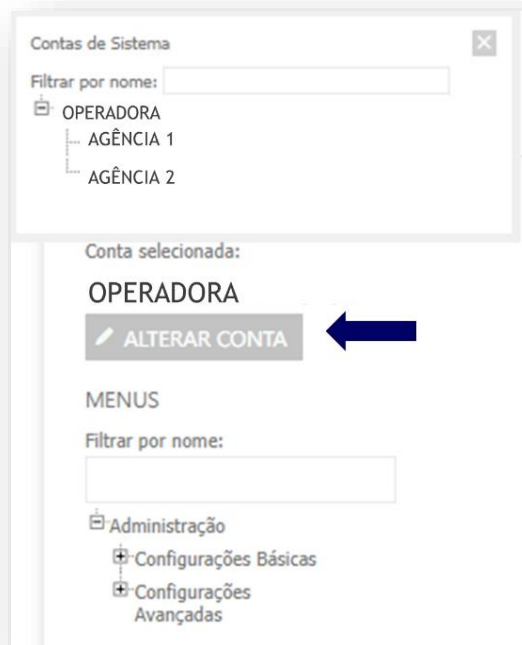 Contas de Sistema
Filtrar por nome:
OPERADORA
AGÊNCIA 1
AGÊNCIA 2
Conta selecionada:
OPERADORA
ALTERAR CONTA
MENUS
Filtrar por nome:
Administração
Configurações Básicas
Configurações
Avançadas